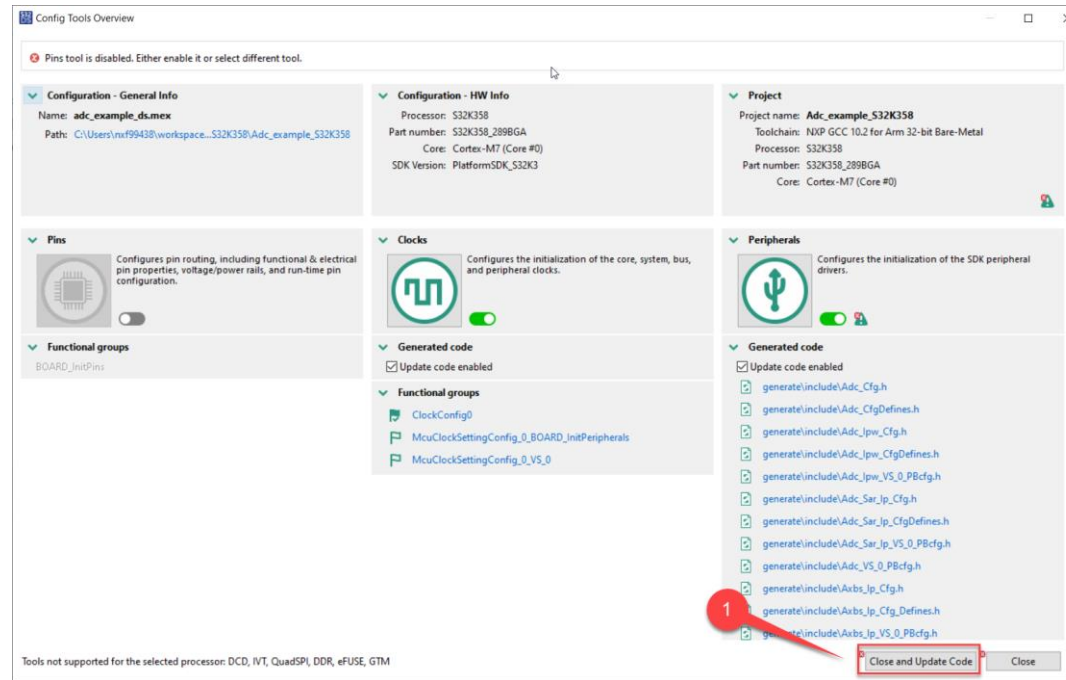 Config Tools Overview
Pins tool is disabled. Either enable it or select different tool.
Configuration - General Info
Name: adc_example_ds.mex
Path: C:\Users\nxf99438\workspace...S32K358\Adc_example_S32K358
Configuration - HW Info
Processor: S32K358
Part number: S32K358_289BGA
Core: Cortex-M7 (Core #0)
SDK Version: PlatformSDK_S32K3
Project
Project name: Adc_example_S32K358
Toolchain: NXP GCC 10.2 for Arm 32-bit Bare-Metal
Processor: S32K358
Part number: S32K358_289BGA
Core: Cortex-M7 (Core #0)
Pins
Configures pin routing, including functional & electrical
pin properties, voltage/power rails, and run-time pin
configuration.
Functional groups
BOARD_InitPins
Clocks
Configures the initialization of the core, system, bus,
and peripheral clocks.
Generated code
Update code enabled
Functional groups
ClockConfig0
McuClockSettingConfig_0_BOARD_InitPeripherals
McuClockSettingConfig_0_VS_0
Peripherals
Configures the initialization of the SDK peripheral
drivers.
Generated code
Update code enabled
generate\include\Adc_Cfg.h
generate\include\Adc_CfgDefines.h
generate\include\Adc_Ipw_Cfg.h
generate\include\Adc_Ipw_CfgDefines.h
generate\include\Adc_Ipw_VS_0_PBcfg.h
generate\include\Adc_Sar_Ip_Cfg.h
generate\include\Adc_Sar_Ip_CfgDefines.h
generate\include\Adc_Sar_Ip_VS_0_PBcfg.h
generate\include\Adc_VS_0_PBcfg.h
generate\include\Axbs_Ip_Cfg.h
generate\include\Axbs_Ip_Cfg_Defines.h
generate\include\Axbs_Ip_VS_0_PBcfg.h
1
Tools not supported for the selected processor: DCD, IVT, QuadSPI, DDR, eFUSE, GTM
Close and Update Code
Close